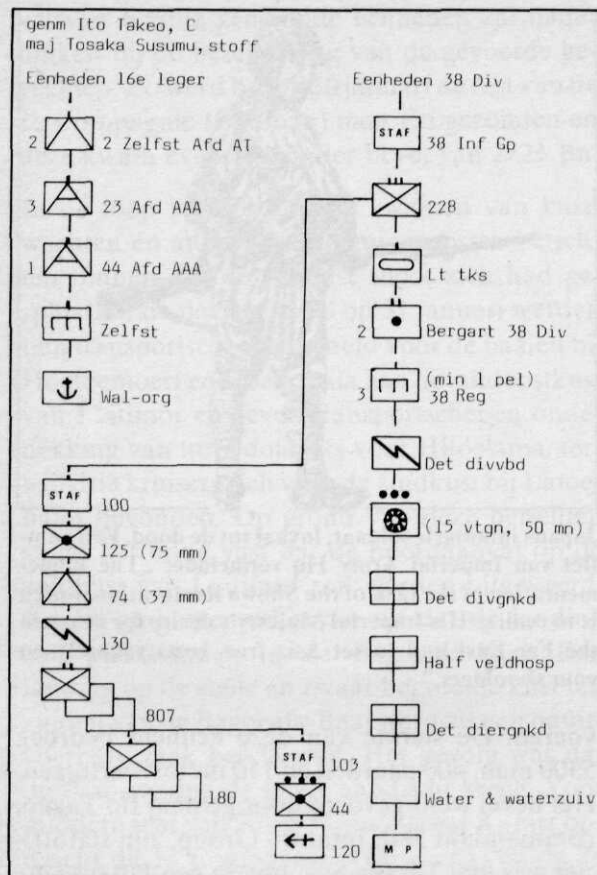 genm Ito Takeo, C
maj Tosaka Susumu, stoff
Eenheden 16e leger
2 2 Zelfst Afd AT
3 23 Afd AAA
1 44 Afd AAA
Zelfst
Wal-org
STAF 100
125 (75 mm)
74 (37 mm)
130
807
180
STAF 103
44
120
Eenheden 38 Div
STAF 38 Inf Gp
228
Lt tks
2 Bergart 38 Div
3 (min 1 pel)
38 Reg
Det divvbd
(15 vtgn, 50 mn)
Det divgnkd
Half veldhosp
Det diergnkd
Water & waterzuiv
M P